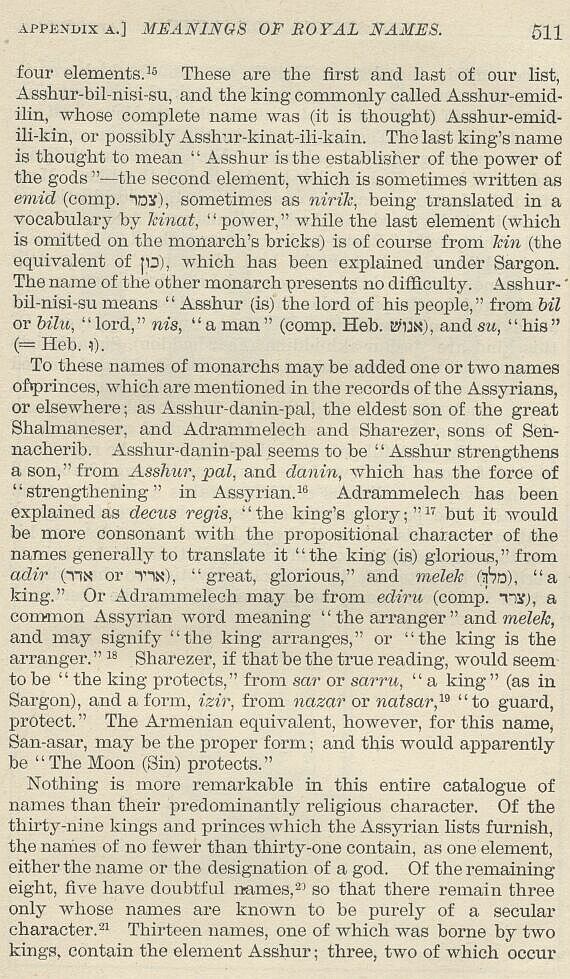 APPENDIX A.] MEANINGS OF ROYAL NAMES. 511
four elements.¹⁵ These are the first and last of our list,
Asshur-bil-nisi-su, and the king commonly called Asshur-emid-
ilin, whose complete name was (it is thought) Asshur-emid-
ili-kin, or possibly Asshur-kinat-ili-kain. The last king's name
is thought to mean “Asshur is the establisher of the power of
the gods”—the second element, which is sometimes written as
emid (comp. צמד), sometimes as nirik, being translated in a
vocabulary by kinat, “power,” while the last element (which
is omitted on the monarch's bricks) is of course from kin (the
equivalent of כון), which has been explained under Sargon.
The name of the other monarch presents no difficulty. Asshur-
bil-nisi-su means “Asshur (is) the lord of his people,” from bil
or bilu, “lord,” nis, “a man” (comp. Heb. אנוש), and su, “his”
(= Heb. ו).
To these names of monarchs may be added one or two names
of princes, which are mentioned in the records of the Assyrians,
or elsewhere; as Asshur-danin-pal, the eldest son of the great
Shalmaneser, and Adrammelech and Sharezer, sons of Sen-
nacherib. Asshur-danin-pal seems to be “Asshur strengthens
a son,” from Asshur, pal, and danin, which has the force of
“strengthening” in Assyrian.¹⁶ Adrammelech has been
explained as decus regis, “the king's glory;”¹⁷ but it would
be more consonant with the propositional character of the
names generally to translate it “the king (is) glorious,” from
adir (אדר or אדיר), “great, glorious,” and melek (מלך), “a
king.” Or Adrammelech may be from ediru (comp.), a
common Assyrian word meaning “the arranger” and melek,
and may signify “the king arranges,” or “the king is the
arranger.”¹⁸ Sharezer, if that be the true reading, would seem
to be “the king protects,” from sar or sarru, “a king” (as in
Sargon), and a form, izir, from nazar or natsar,¹⁹ “to guard,
protect.” The Armenian equivalent, however, for this name,
San-asar, may be the proper form; and this would apparently
be “The Moon (Sin) protects.”
Nothing is more remarkable in this entire catalogue of
names than their predominantly religious character. Of the
thirty-nine kings and princes which the Assyrian lists furnish,
the names of no fewer than thirty-one contain, as one element,
either the name or the designation of a god. Of the remaining
eight, five have doubtful names,²⁰ so that there remain three
only whose names are known to be purely of a secular
character.²¹ Thirteen names, one of which was borne by two
kings, contain the element Asshur; three, two of which occur